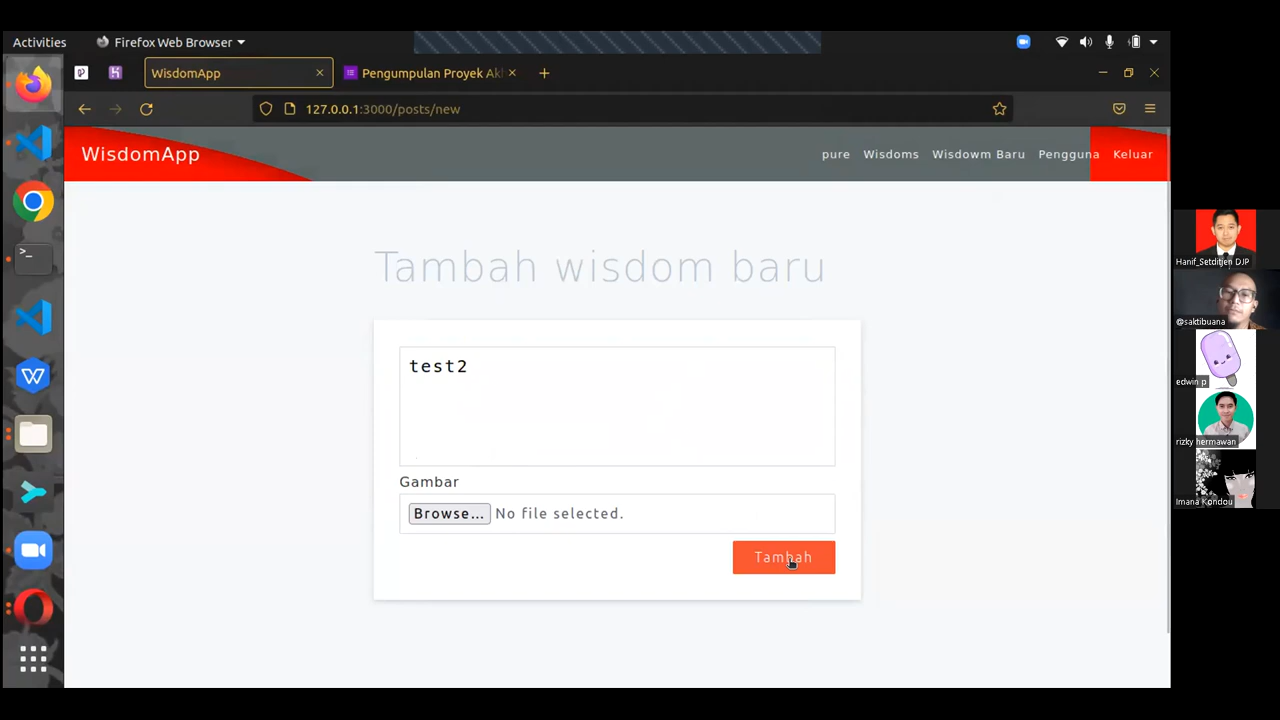 Activities
Firefox Web Browser
WisdomApp
Pengumpulan Proyek Ak
127.0.0.1:3000/posts/new
WisdomApp
pure
Wisdoms
Wisdowm Baru
Pengguna
Keluar
Tambah wisdom baru
test2
Gambar
Browse... No file selected.
Tambah
Hanif_Setditjen DJP
@saktibuana
edwin p
rizky hermawan
Imana Kondou